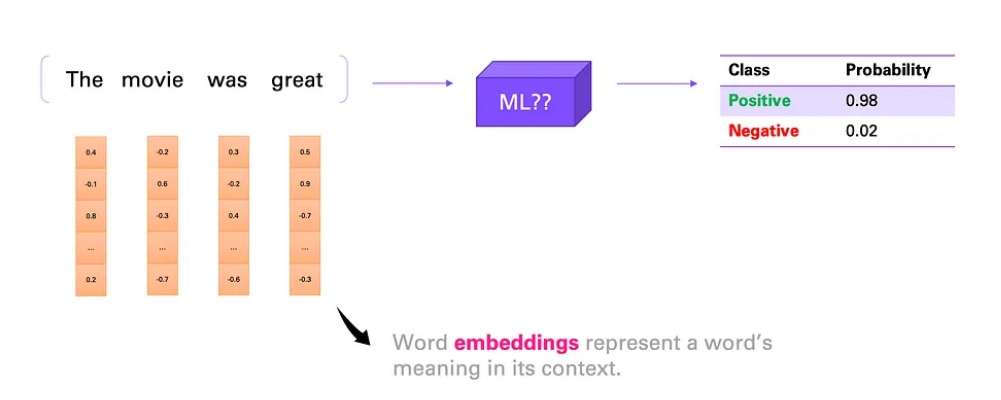 The movie was great
ML??
Class Probability
Positive 0.98
Negative 0.02
0.4 -0.2 0.3 0.5
-0.1 0.6 -0.2 0.9
0.8 -0.3 0.4 -0.7
... ... ... ...
0.2 -0.7 -0.6 -0.3
Word embeddings represent a word's
meaning in its context.